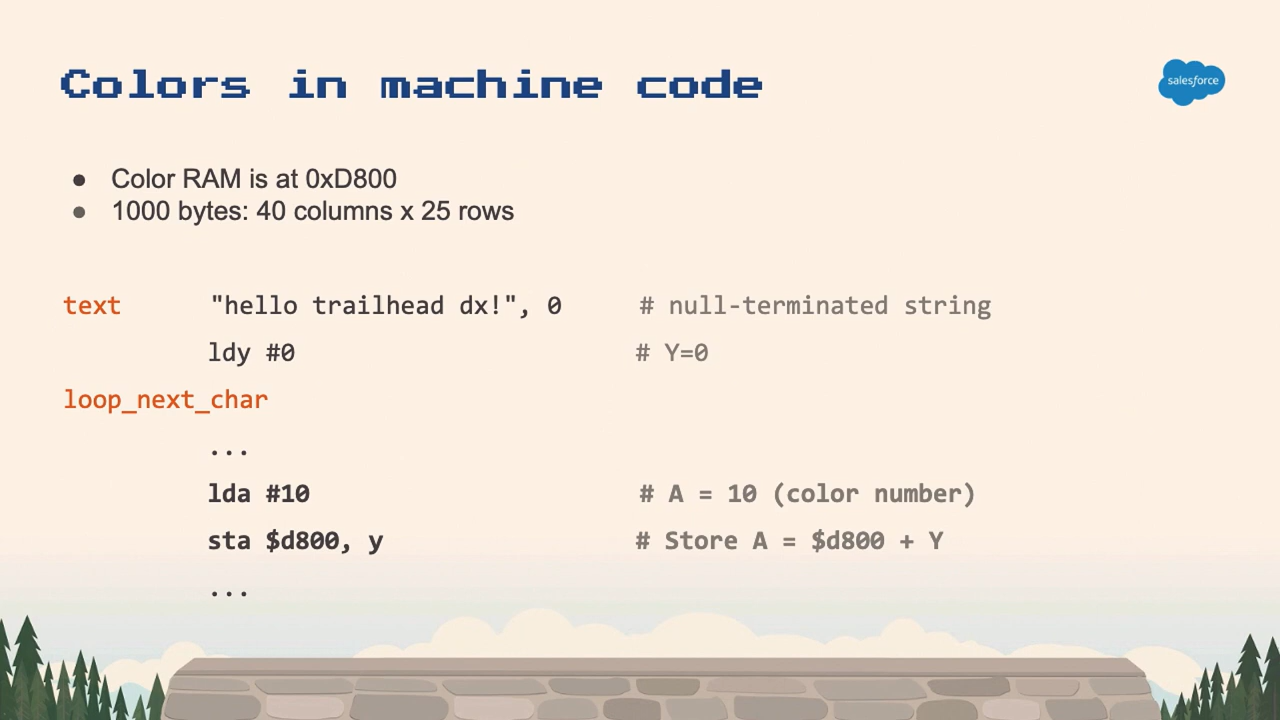 Colors in machine code
salesforce
● Color RAM is at 0xD800
● 1000 bytes: 40 columns x 25 rows
text "hello trailhead dx!", 0 # null-terminated string
ldy #0 # Y=0
loop_next_char
...
lda #10 # A = 10 (color number)
sta $d800, y # Store A = $d800 + Y
...